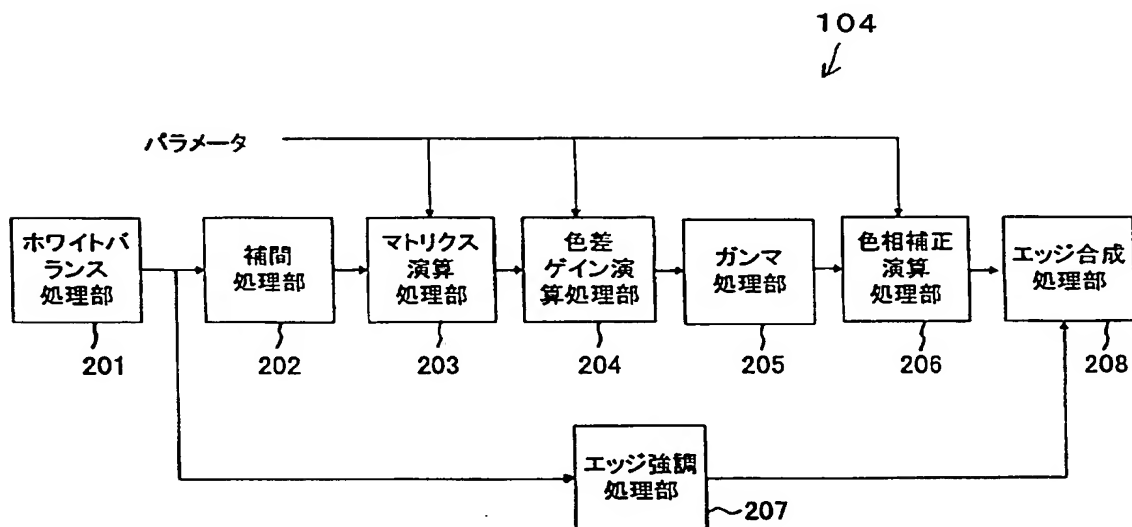 104
パラメータ
ホワイトバ
ランス
処理部
補間
処理部
マトリクス
演算
処理部
色差
ゲイン演
算処理部
ガンマ
処理部
色相補正
演算
処理部
エッジ合成
処理部
201
202
203
204
205
206
208
エッジ強調
処理部
207